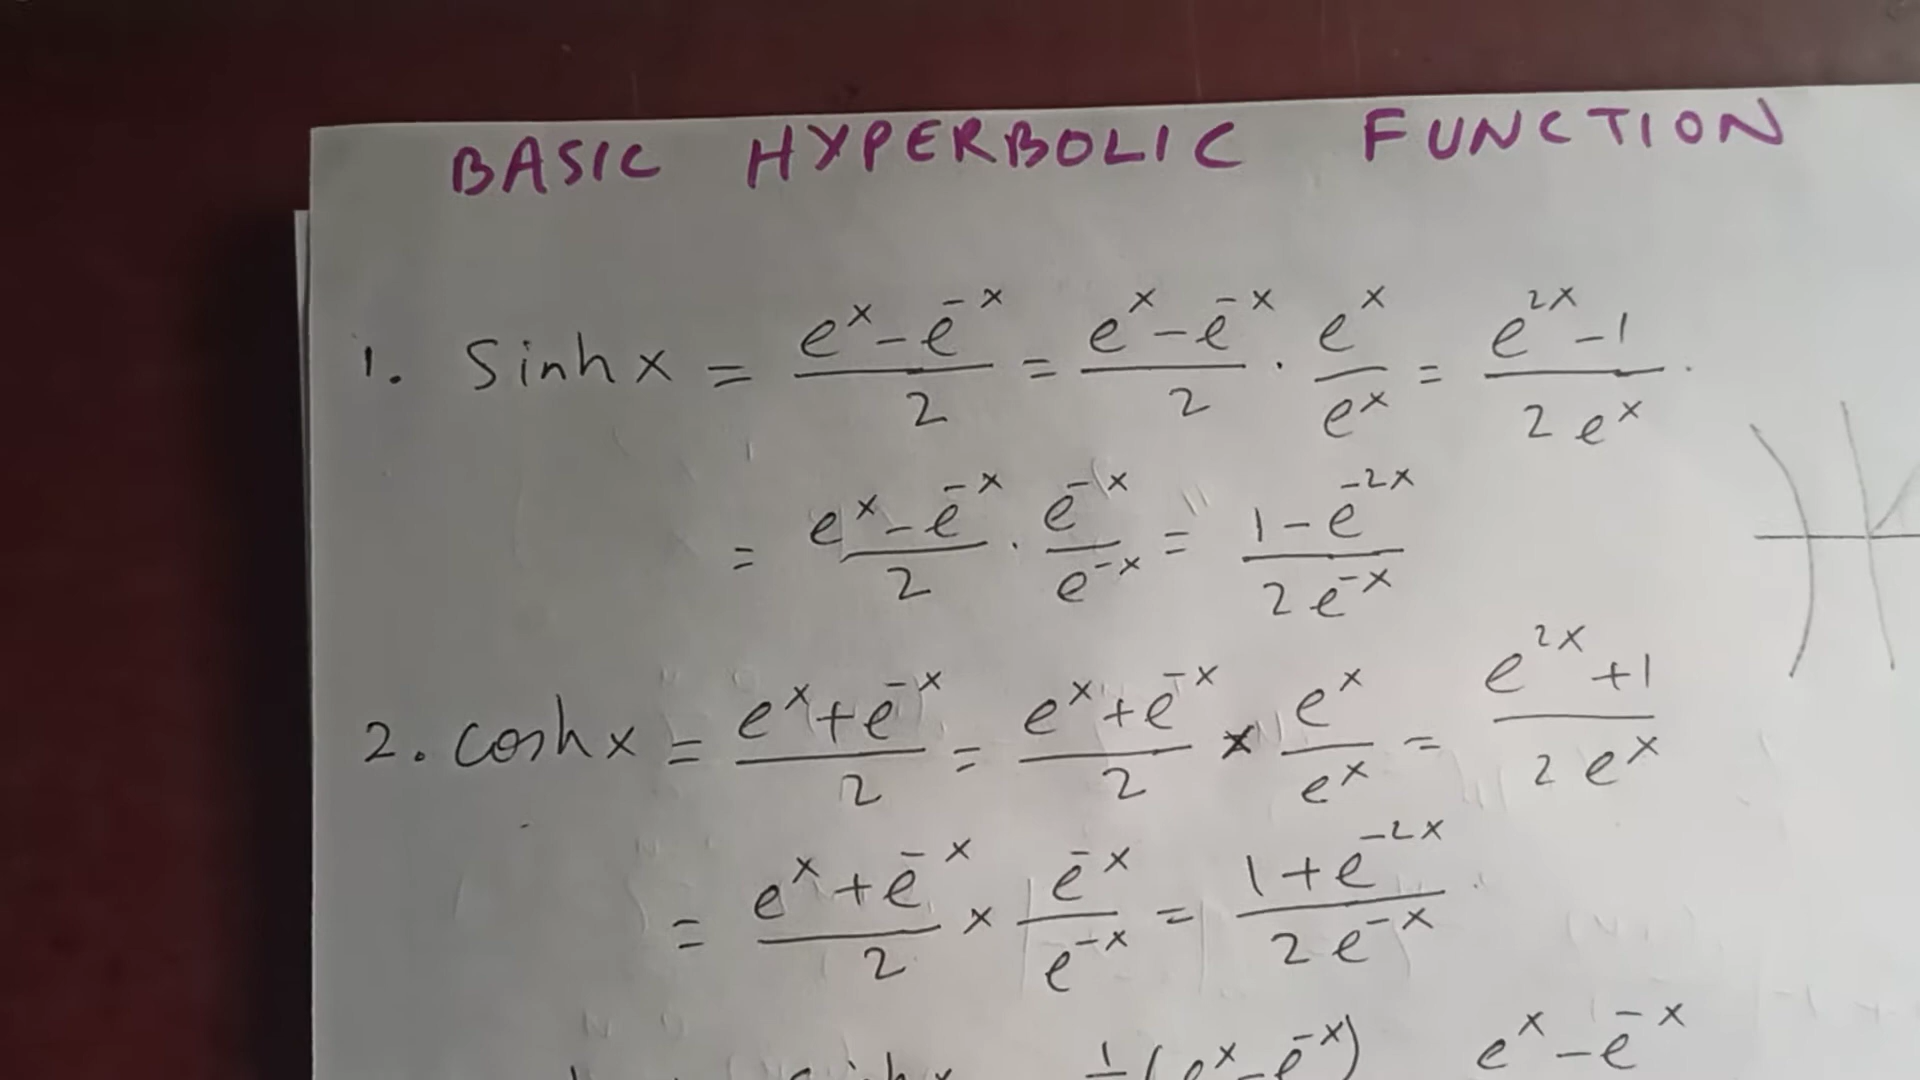 BASIC HYPERBOLIC FUNCTION
1. Sinh x = (e^x - e^-x)/2 = (e^x - e^-x)/2 · e^x/e^x = (e^2x - 1)/(2e^x).
= (e^x - e^-x)/2 · e^-x/e^-x = (1 - e^-2x)/(2e^-x)
2. cosh x = (e^x + e^-x)/2 = (e^x + e^-x)/2 × e^x/e^x = (e^2x + 1)/(2e^x)
= (e^x + e^-x)/2 × e^-x/e^-x = (1 + e^-2x)/(2e^-x)
(e^x - e^-x) e^x - e^-x